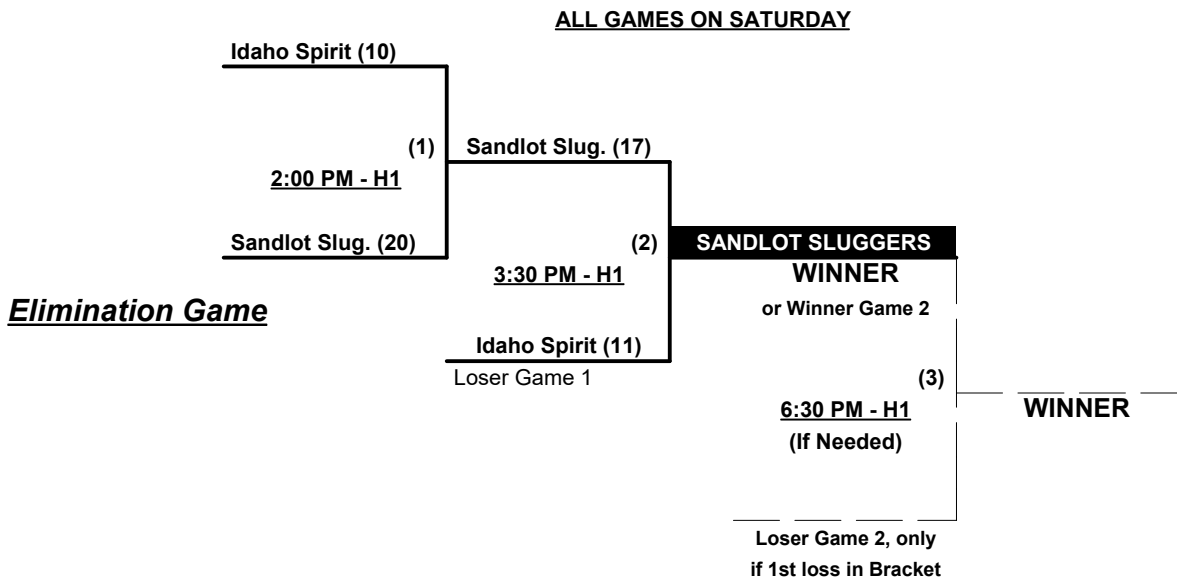 ALL GAMES ON SATURDAY
Idaho Spirit (10)
(1)
Sandlot Slug. (17)
2:00 PM - H1
Sandlot Slug. (20)
(2)
SANDLOT SLUGGERS
3:30 PM - H1
WINNER
Elimination Game
or Winner Game 2
Idaho Spirit (11)
Loser Game 1
(3)
6:30 PM - H1
WINNER
(If Needed)
Loser Game 2, only
if 1st loss in Bracket